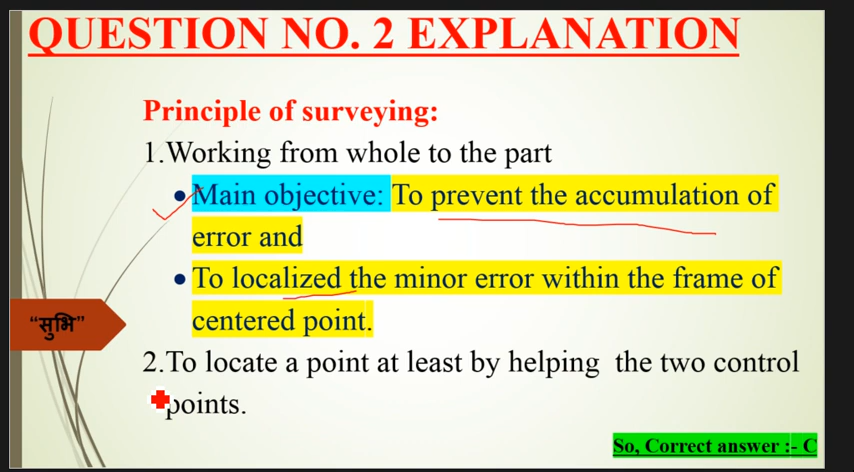 QUESTION NO. 2 EXPLANATION
Principle of surveying:
1.Working from whole to the part
•Main objective: To prevent the accumulation of
error and
•To localized the minor error within the frame of
centered point.
“सुभि”
2.To locate a point at least by helping the two control
points.
So, Correct answer :- C